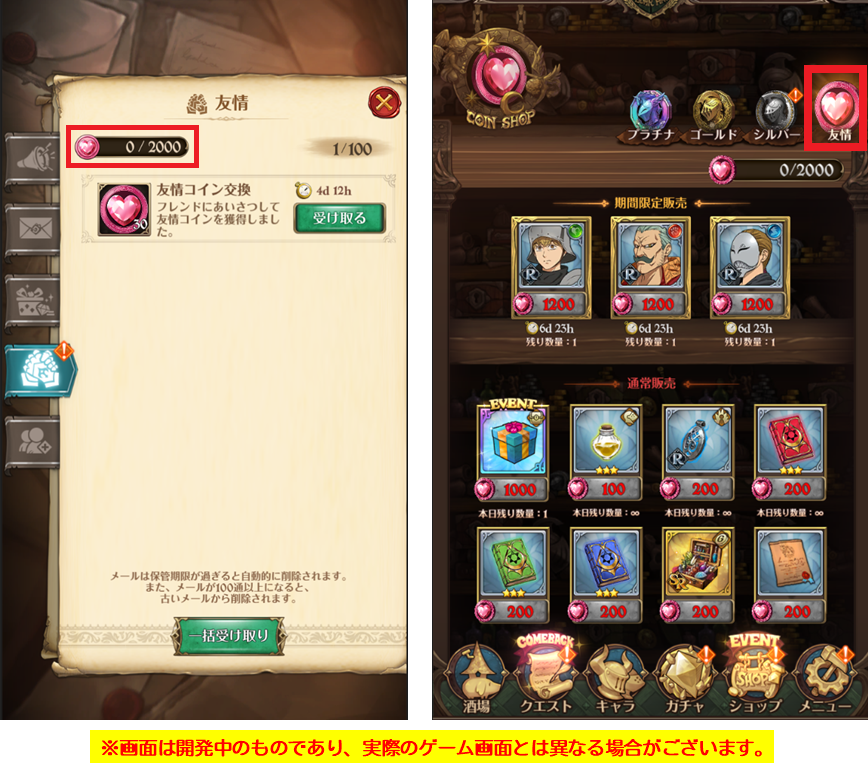 友情
0 / 2000
1/100
友情コイン交換
フレンドにあいさつして
友情コインを獲得しまし
た。
30
4d 12h
受け取る
メールは保管期限が過ぎると自動的に削除されます。
また、メールが100通以上になると、
古いメールから削除されます。
一括受け取り
COIN SHOP
プラチナ
ゴールド
シルバー
友情
0/2000
期間限定販売
R
R
R
1200
1200
1200
6d 23h
6d 23h
6d 23h
残り数量：1
残り数量：1
残り数量：1
通常販売
EVENT
R
1000
100
200
200
本日残り数量：1
本日残り数量：∞
本日残り数量：∞
本日残り数量：∞
SR
200
200
200
200
COMEBACK
EVENT
SHOP
酒場
クエスト
キャラ
ガチャ
ショップ
メニュー
※画面は開発中のものであり、実際のゲーム画面とは異なる場合がございます。